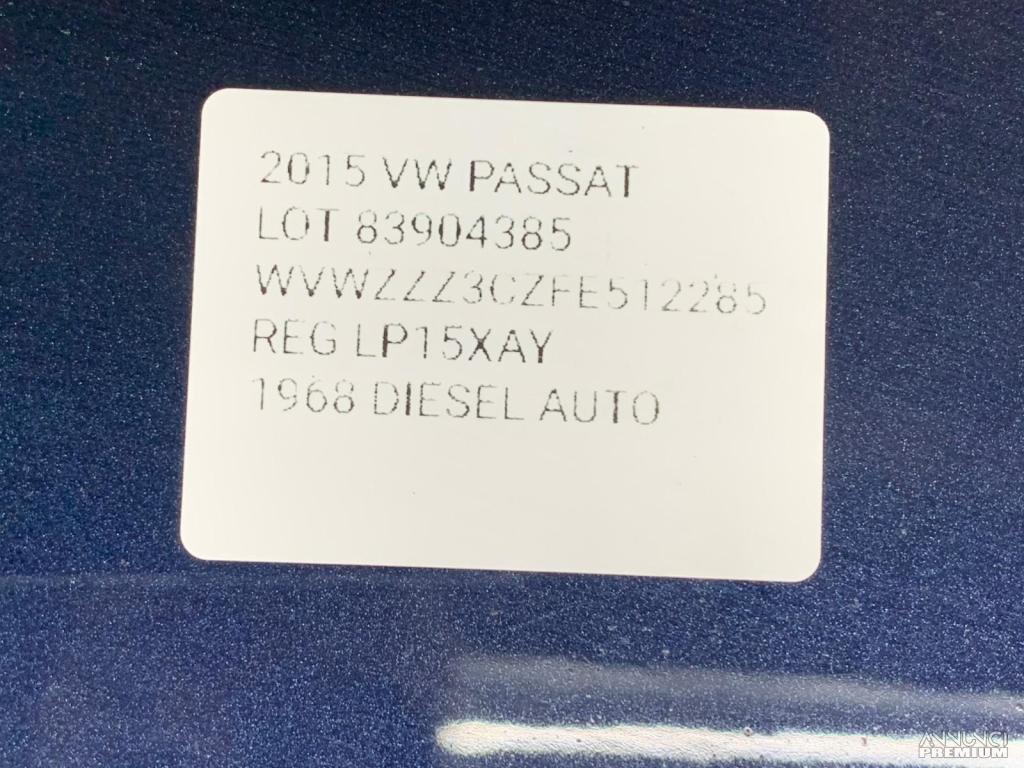 2015 VW PASSAT
LOT 83904385
WVWZZZ3CZFE512285
REG LP15XAY
1968 DIESEL AUTO
ANNUNCI
PREMIUM